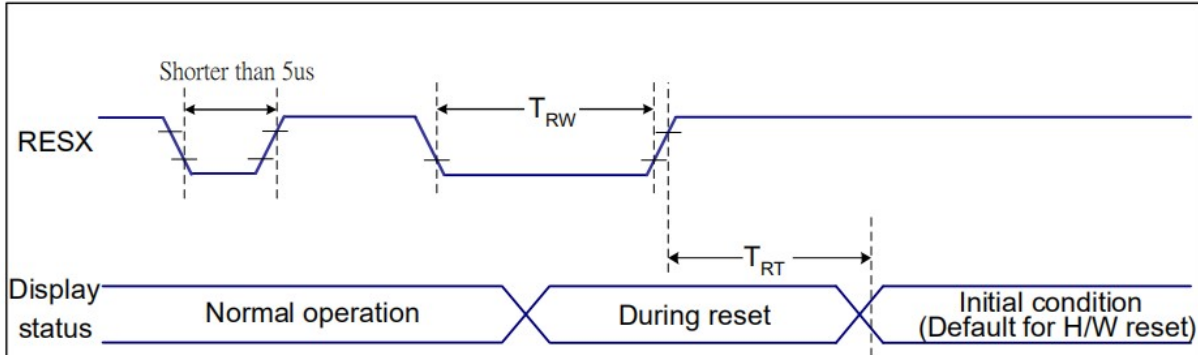 Shorter than 5us
RESX
TRW
TRT
Display
status
Normal operation
During reset
Initial condition
(Default for H/W reset)